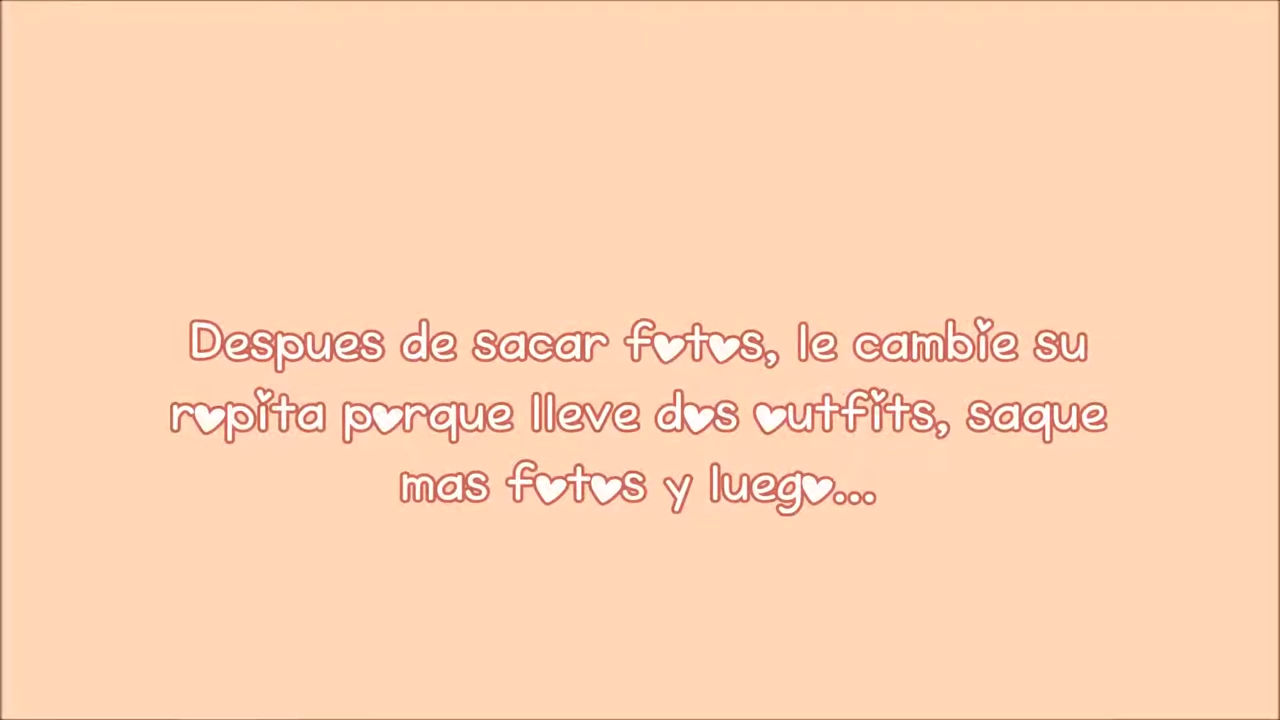 Despues de sacar fotos, le cambie su
ropita porque lleve dos outfits, saque
mas fotos y luego...